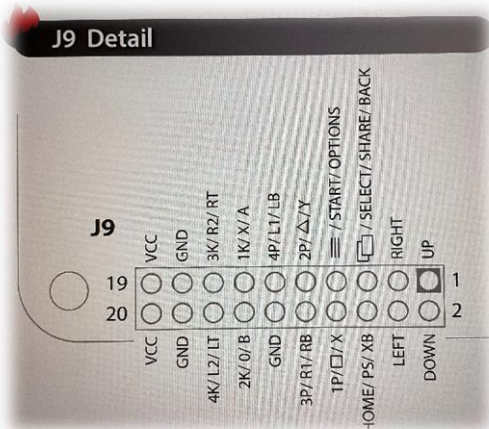 J9 Detail
J9
VCC
GND
3K/ R2/ RT
1K/ X/ A
4P/ L1/ LB
2P/ △/Y
/ START/ OPTIONS
/ SELECT/ SHARE/ BACK
RIGHT
UP
19
1
20
2
VCC
GND
4K/ L2/ LT
2K/ 0/ B
GND
3P/ R1/ RB
1P/ □/ X
HOME/ PS/ XB
LEFT
DOWN